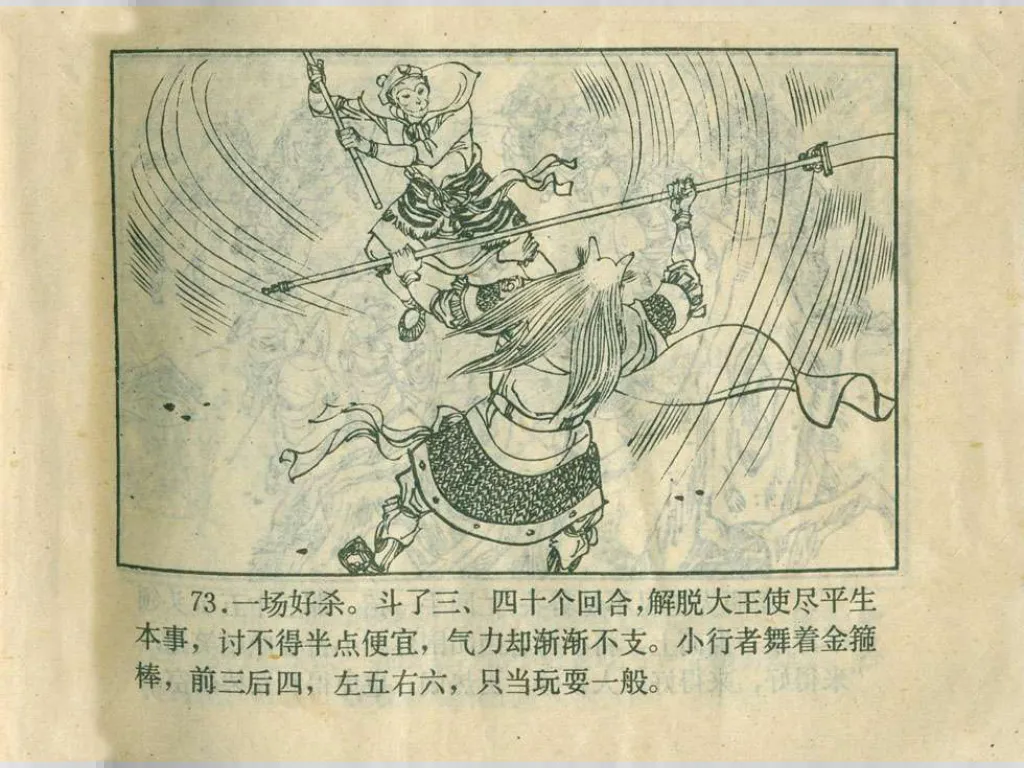 73.一场好杀。斗了三、四十个回合,解脱大王使尽平生
本事，讨不得半点便宜，气力却渐渐不支。小行者舞着金箍
棒，前三后四，左五右六，只当玩耍一般。